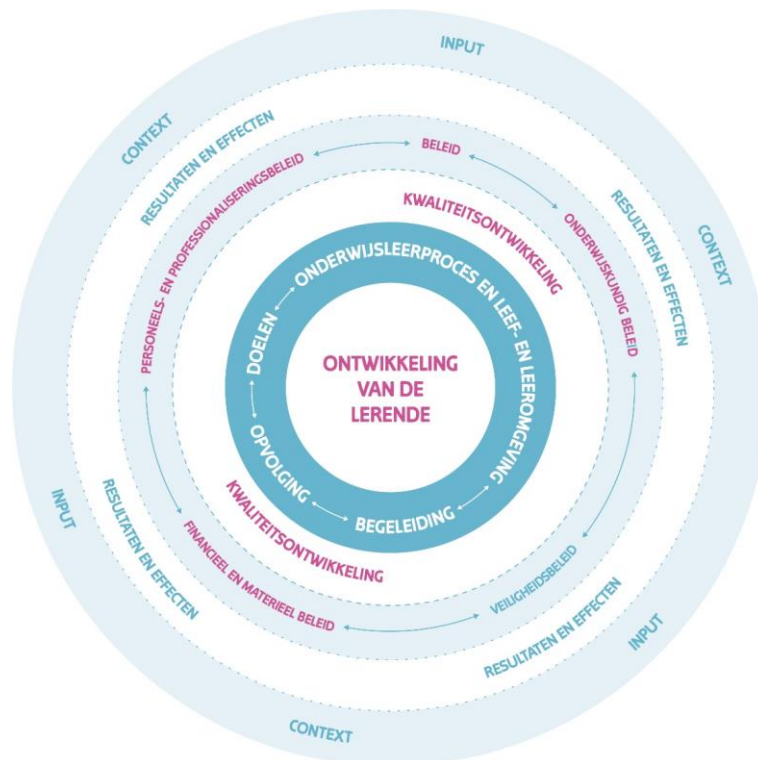 INPUT
CONTEXT
RESULTATEN EN EFFECTEN
BELEID
PERSONEELS- EN PROFESSIONALISERINGSBELEID
KWALITEITSONTWIKKELING
ONDERWIJSKUNDIG BELEID
RESULTATEN EN EFFECTEN
CONTEXT
ONDERWIJSLEERPROCES EN LEEF- EN LEEROMGEVING
DOELEN
ONTWIKKELING
VAN DE
LERENDE
OPVOLGING
BEGELEIDING
KWALITEITSONTWIKKELING
INPUT
RESULTATEN EN EFFECTEN
FINANCIEEL EN MATERIEEL BELEID
VEILIGHEIDSBELEID
RESULTATEN EN EFFECTEN
INPUT
CONTEXT